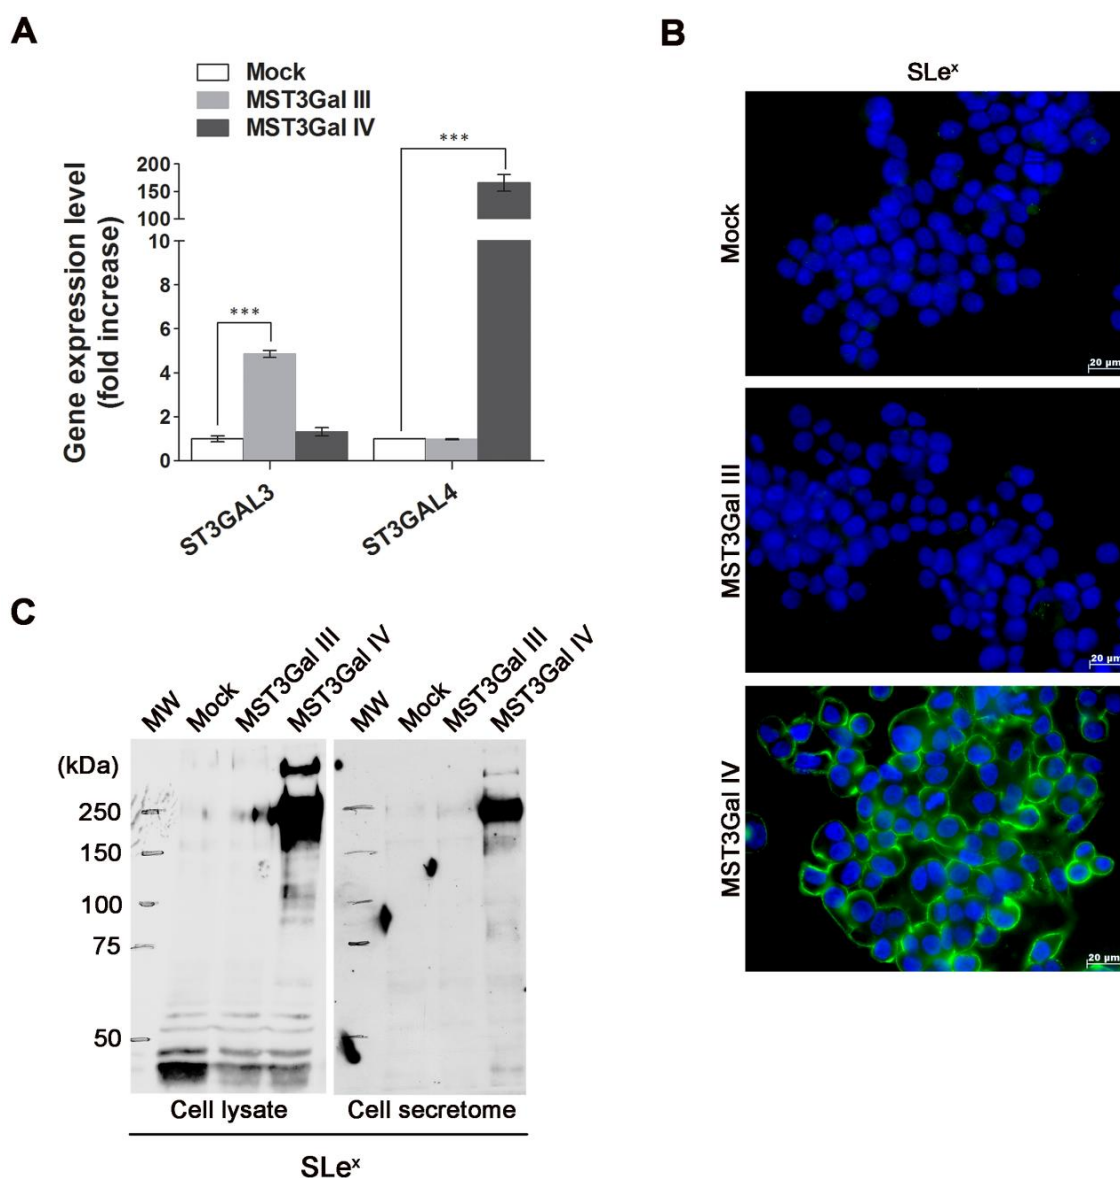 A
Mock
MST3Gal III
MST3Gal IV
Gene expression level
(fold increase)
200
150
100
10
8
6
4
2
0
***
***
ST3GAL3
ST3GAL4
B
SLeˣ
Mock
20 µm
MST3Gal III
20 µm
MST3Gal IV
20 µm
C
MW
Mock
MST3Gal III
MST3Gal IV
MW
Mock
MST3Gal III
MST3Gal IV
(kDa)
250
150
100
75
50
Cell lysate
Cell secretome
SLeˣ